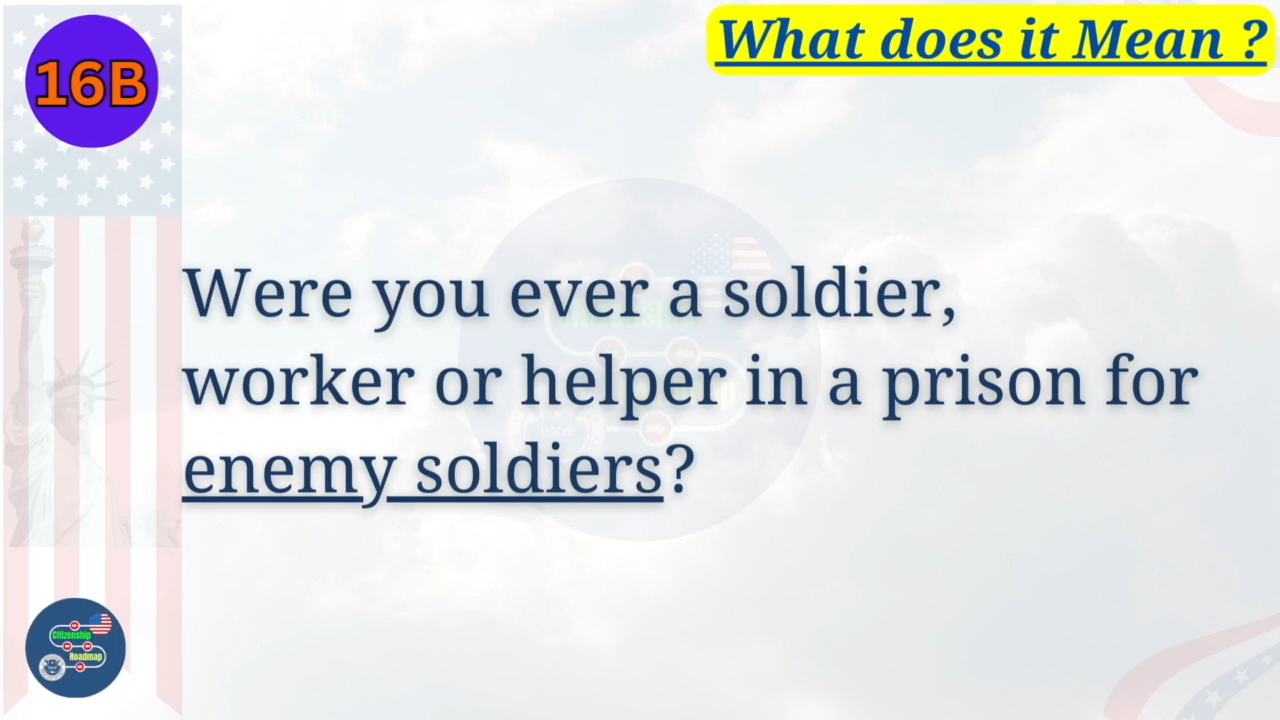 What does it Mean ?
16B
Were you ever a soldier,
worker or helper in a prison for
enemy soldiers?
Citizenship
Roadmap